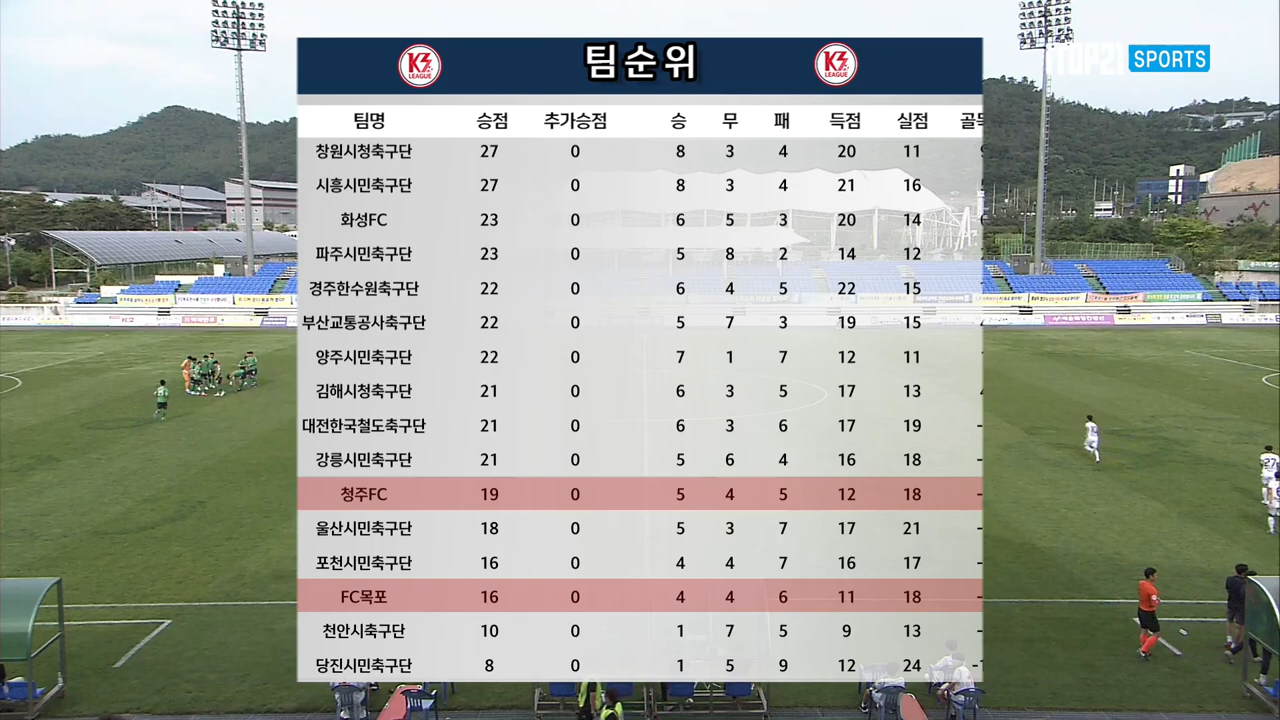 팀순위
K3 LEAGUE
K3 LEAGUE
SPORTS
팀명 승점 추가승점 승 무 패 득점 실점
창원시청축구단 27 0 8 3 4 20 11
시흥시민축구단 27 0 8 3 4 21 16
화성FC 23 0 6 5 3 20 14
파주시민축구단 23 0 5 8 2 14 12
경주한수원축구단 22 0 6 4 5 22 15
부산교통공사축구단 22 0 5 7 3 19 15
양주시민축구단 22 0 7 1 7 12 11
김해시청축구단 21 0 6 3 5 17 13
대전한국철도축구단 21 0 6 3 6 17 19
강릉시민축구단 21 0 5 6 4 16 18
청주FC 19 0 5 4 5 12 18
울산시민축구단 18 0 5 3 7 17 21
포천시민축구단 16 0 4 4 7 16 17
FC목포 16 0 4 4 6 11 18
천안시축구단 10 0 1 7 5 9 13
당진시민축구단 8 0 1 5 9 12 24
27